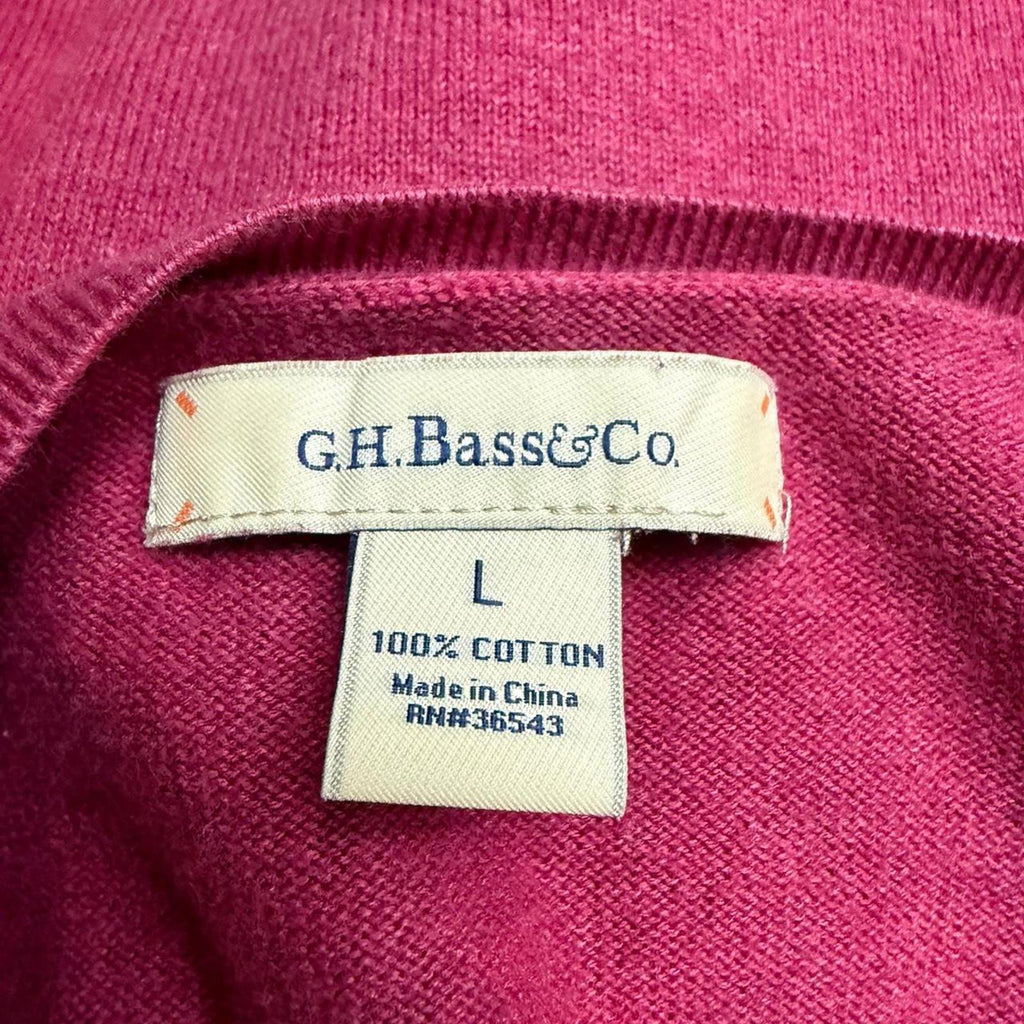 G.H.Bass&Co.
L
100% COTTON
Made in China
RN#36543